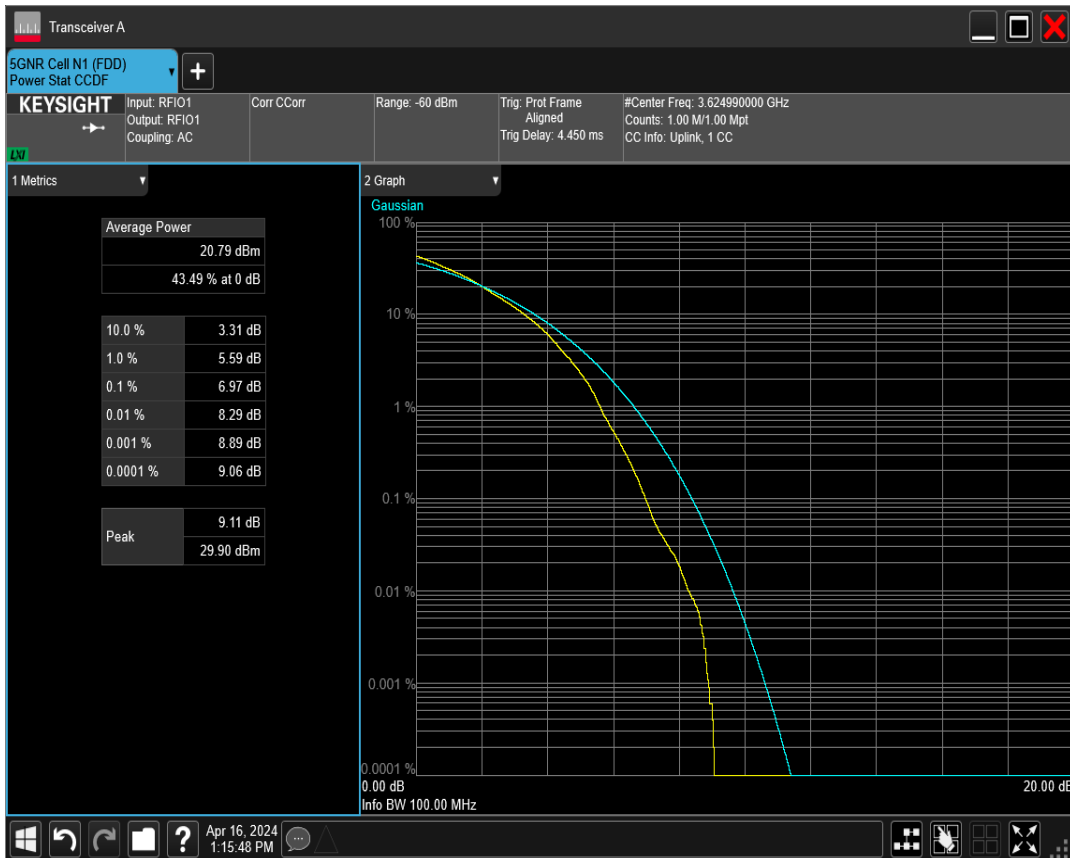 Transceiver A
5GNR Cell N1 (FDD)
Power Stat CCDF
+
KEYSIGHT
LXI
Input: RFIO1
Output: RFIO1
Coupling: AC
Corr CCorr
Range: -60 dBm
Trig: Prot Frame
Aligned
Trig Delay: 4.450 ms
#Center Freq: 3.624990000 GHz
Counts: 1.00 M/1.00 Mpt
CC Info: Uplink, 1 CC
1 Metrics
Average Power
20.79 dBm
43.49 % at 0 dB
10.0 % 3.31 dB
1.0 % 5.59 dB
0.1 % 6.97 dB
0.01 % 8.29 dB
0.001 % 8.89 dB
0.0001 % 9.06 dB
Peak
9.11 dB
29.90 dBm
2 Graph
Gaussian
100 %
10 %
1 %
0.1 %
0.01 %
0.001 %
0.0001 %
0.00 dB 20.00 dB
Info BW 100.00 MHz
?
Apr 16, 2024
1:15:48 PM